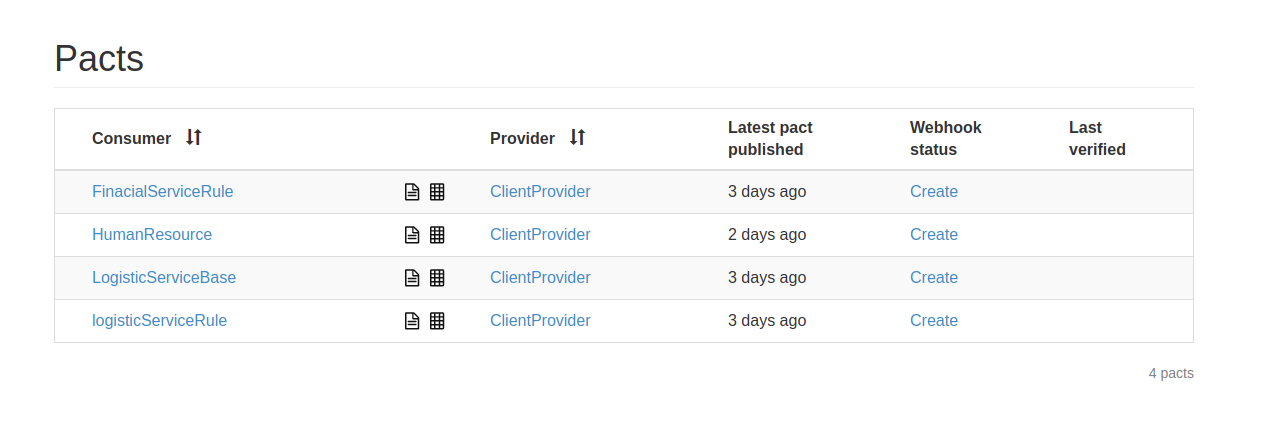 Pacts
Consumer Provider Latest pact published Webhook status Last verified
FinacialServiceRule ClientProvider 3 days ago Create
HumanResource ClientProvider 2 days ago Create
LogisticServiceBase ClientProvider 3 days ago Create
logisticServiceRule ClientProvider 3 days ago Create
4 pacts